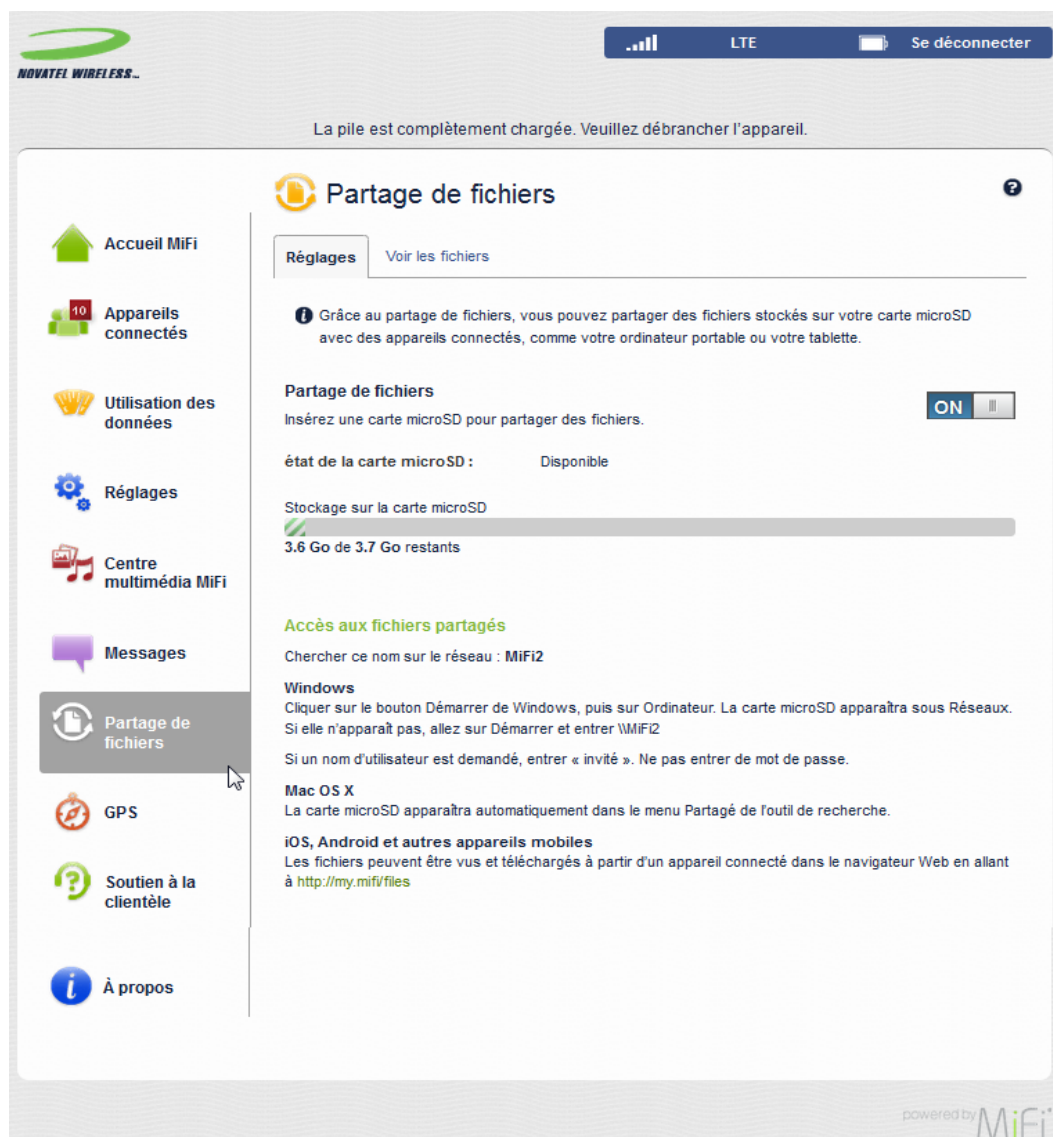 LTE
Se déconnecter
NOVATEL WIRELESS™
La pile est complètement chargée. Veuillez débrancher l'appareil.
Partage de fichiers
Accueil MiFi
10
Appareils
connectés
Utilisation des
données
Réglages
Centre
multimédia MiFi
Messages
Partage de
fichiers
GPS
Soutien à la
clientèle
À propos
Réglages
Voir les fichiers
Grâce au partage de fichiers, vous pouvez partager des fichiers stockés sur votre carte microSD
avec des appareils connectés, comme votre ordinateur portable ou votre tablette.
Partage de fichiers
ON
Insérez une carte microSD pour partager des fichiers.
état de la carte microSD : Disponible
Stockage sur la carte microSD
3.6 Go de 3.7 Go restants
Accès aux fichiers partagés
Chercher ce nom sur le réseau : MiFi2
Windows
Cliquer sur le bouton Démarrer de Windows, puis sur Ordinateur. La carte microSD apparaîtra sous Réseaux.
Si elle n'apparaît pas, allez sur Démarrer et entrer \\MiFi2
Si un nom d'utilisateur est demandé, entrer « invité ». Ne pas entrer de mot de passe.
Mac OS X
La carte microSD apparaîtra automatiquement dans le menu Partagé de l'outil de recherche.
iOS, Android et autres appareils mobiles
Les fichiers peuvent être vus et téléchargés à partir d'un appareil connecté dans le navigateur Web en allant
à http://my.mifi/files
powered by MiFi